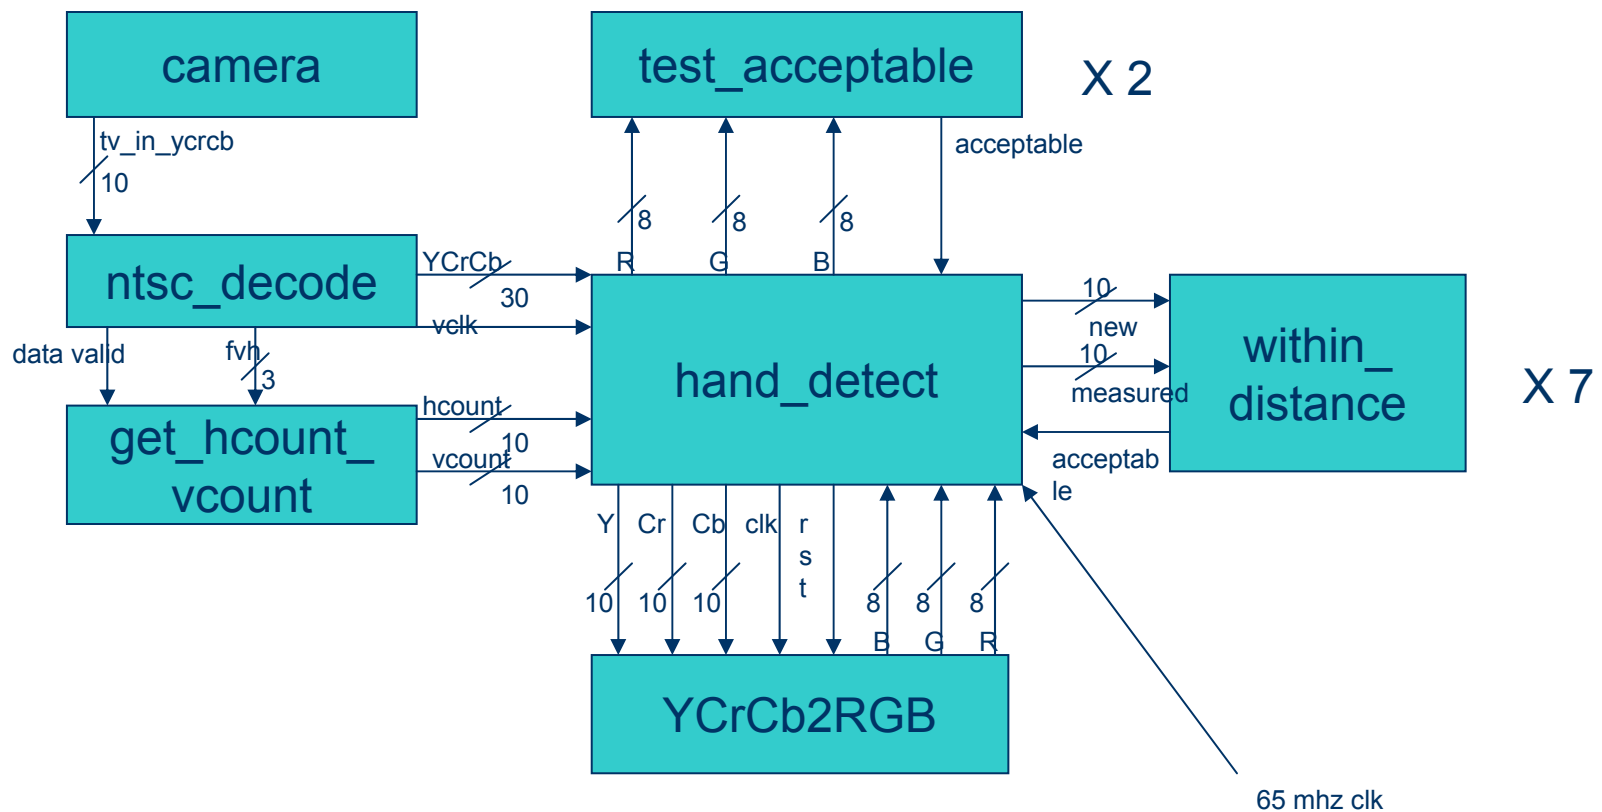 camera
test_acceptable
X 2
tv_in_ycrcb
10
acceptable
8
8
8
R
G
B
ntsc_decode
YCrCb
30
vclk
data valid
fvh
3
hand_detect
10
new
10
measured
within_
distance
X 7
acceptab
le
get_hcount_
vcount
hcount
10
vcount
10
Y
Cr
Cb
clk
r
s
t
10
10
10
8
8
8
B
G
R
YCrCb2RGB
65 mhz clk